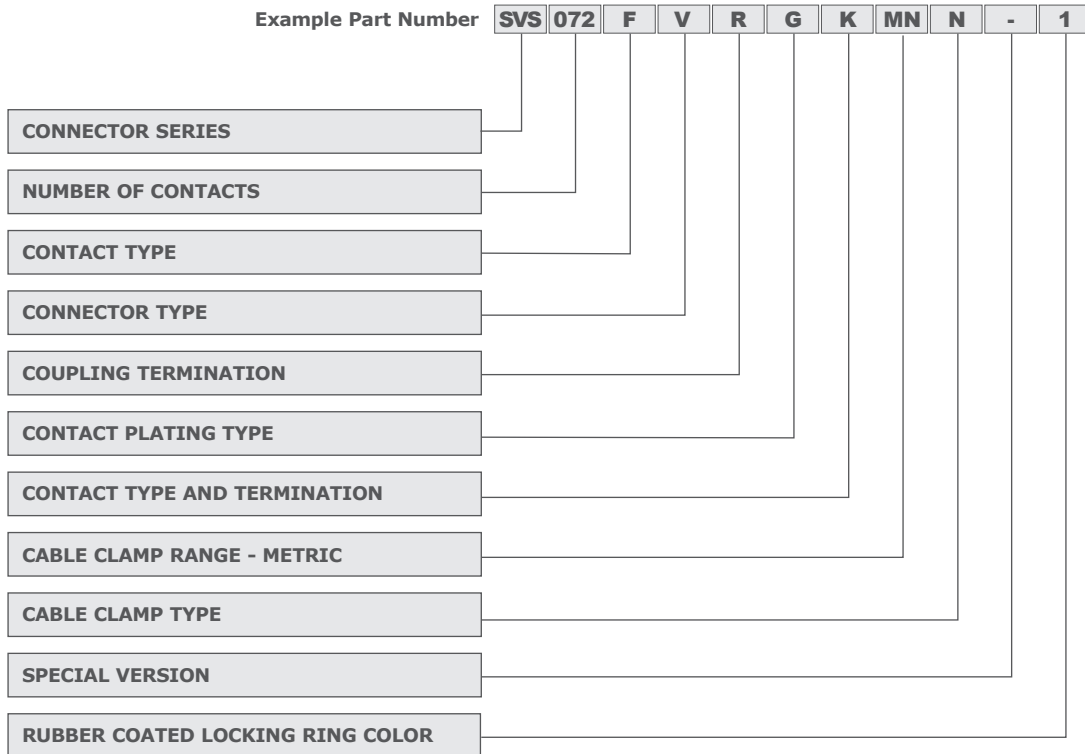 Example Part Number SVS 072 F V R G K MN N - 1
CONNECTOR SERIES
NUMBER OF CONTACTS
CONTACT TYPE
CONNECTOR TYPE
COUPLING TERMINATION
CONTACT PLATING TYPE
CONTACT TYPE AND TERMINATION
CABLE CLAMP RANGE - METRIC
CABLE CLAMP TYPE
SPECIAL VERSION
RUBBER COATED LOCKING RING COLOR